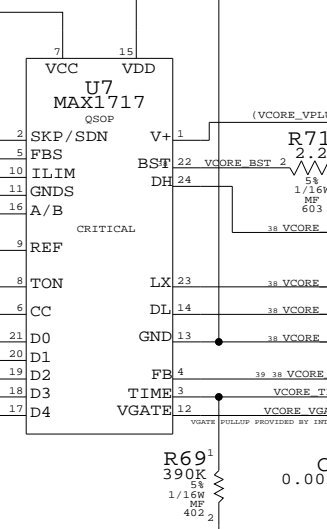 7 15
VCC VDD
U7
MAX1717
QSOP
(VCORE_VPL
2 SKP/SDN V+ 1
R71
2.2
5 FBS
BST 22 VCORE_BST 2
10 ILIM
DH 24
5%
1/16W
MF
603
11 GNDS
16 A/B
CRITICAL
38 VCORE_
9 REF
8 TON LX 23 38 VCORE_
6 CC DL 14 38 VCORE_
21 D0 GND 13 38 VCORE_
20 D1
19 D2 FB 4 39 38 VCORE_
18 D3 TIME 3 VCORE_T
17 D4 VGATE 12 VCORE_VGA
VGATE PULLUP PROVIDED BY INT
R69 1
390K
5%
1/16W
MF
402 2
0.00